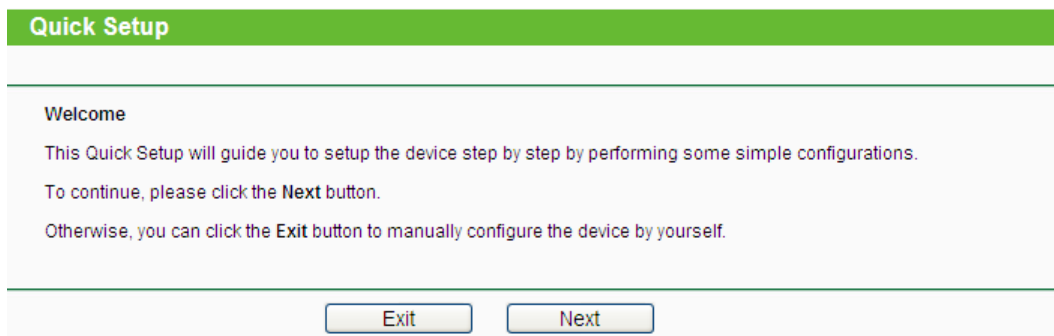 Quick Setup
Welcome
This Quick Setup will guide you to setup the device step by step by performing some simple configurations.
To continue, please click the Next button.
Otherwise, you can click the Exit button to manually configure the device by yourself.
Exit Next